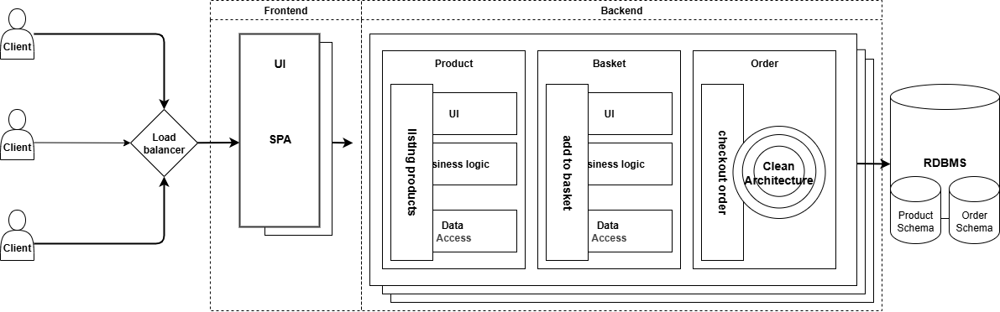 Frontend
Backend
Client
Client
Client
Load
balancer
UI
SPA
Product
listing products
UI
siness logic
Data
Access
Basket
add to basket
UI
siness logic
Data
Access
Order
checkout order
Clean
Architecture
RDBMS
Product
Schema
Order
Schema